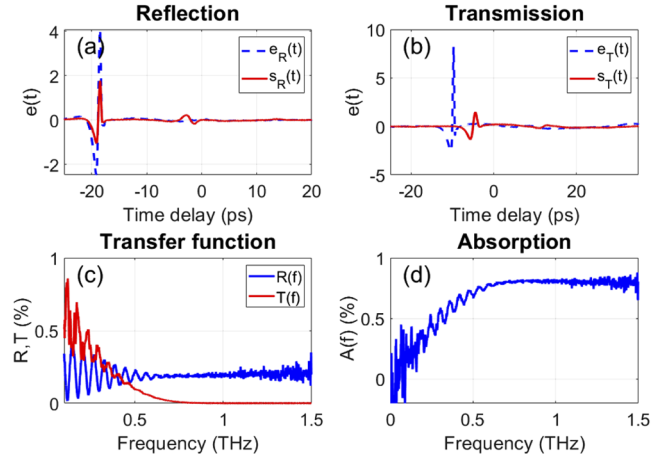 Reflection
(a)
e_R(t)
s_R(t)
4
2
0
-2
e(t)
-20
-10
0
10
20
Time delay (ps)
Transmission
(b)
e_T(t)
s_T(t)
10
5
0
-5
e(t)
-20
0
20
Time delay (ps)
Transfer function
(c)
R(f)
T(f)
1
0.5
0
R,T (%)
0.5
1
1.5
Frequency (THz)
Absorption
(d)
1
0.5
0
A(f) (%)
0
0.5
1
1.5
Frequency (THz)